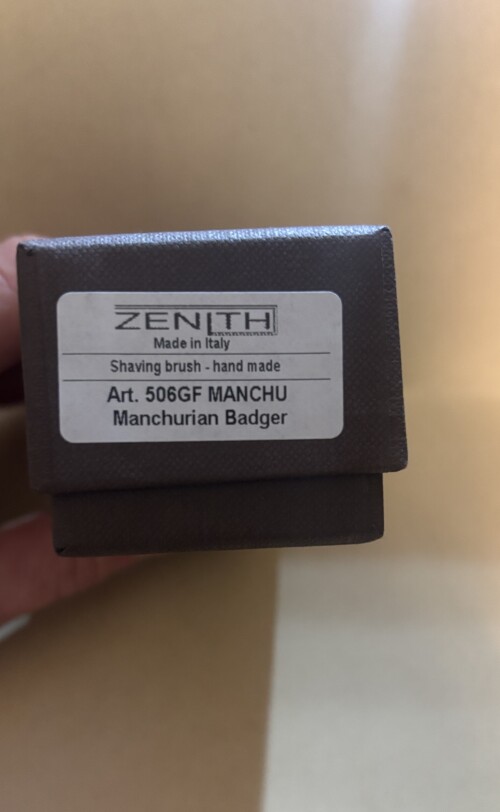 ZENITH
Made in Italy
Shaving brush - hand made
Art. 506GF MANCHU
Manchurian Badger